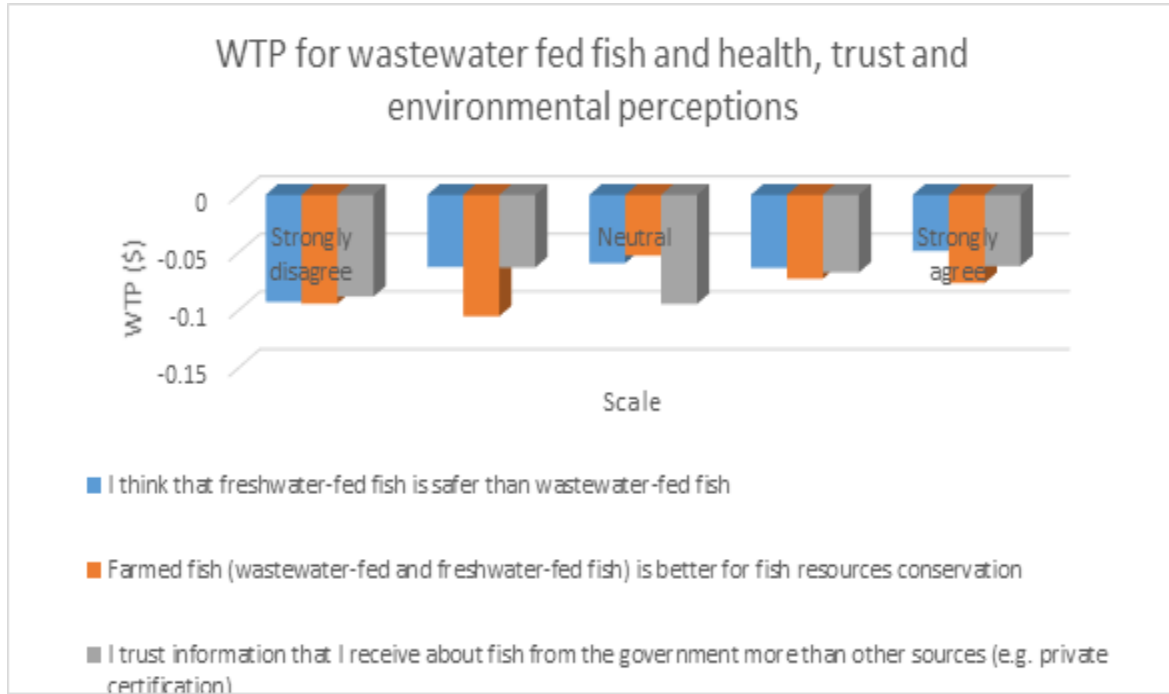 WTP for wastewater fed fish and health, trust and
environmental perceptions
0
-0.05
-0.1
-0.15
WTP ($)
Strongly
disagree
Neutral
Strongly
agree
Scale
I think that freshwater-fed fish is safer than wastewater-fed fish
Farmed fish (wastewater-fed and freshwater-fed fish) is better for fish resources conservation
I trust information that I receive about fish from the government more than other sources (e.g. private
certification)